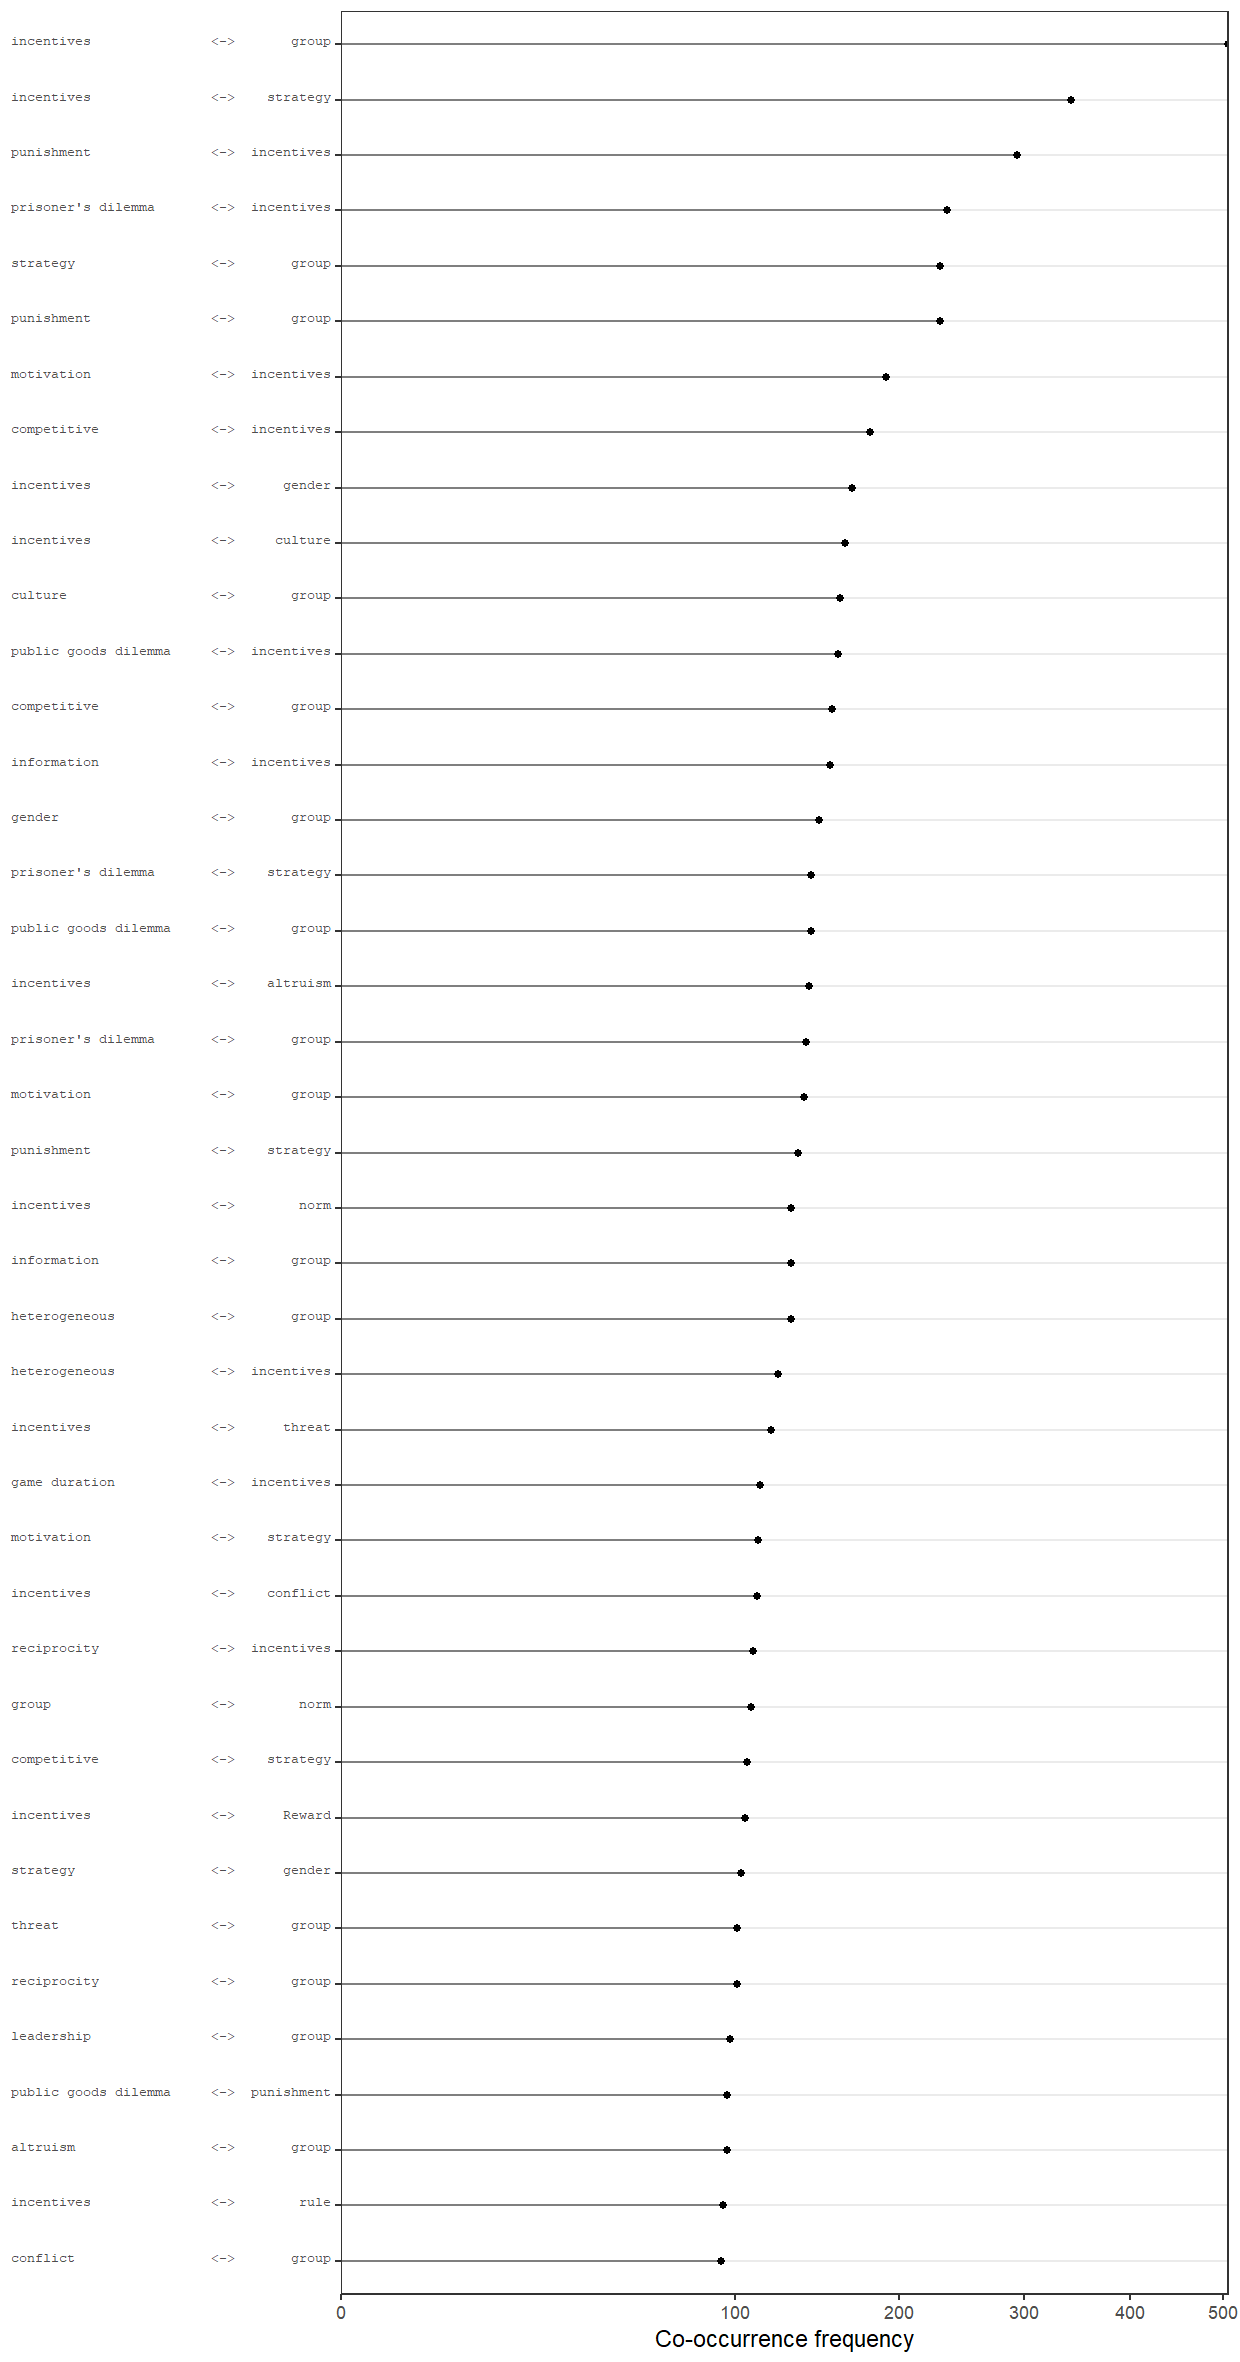 incentives <-> group
incentives <-> strategy
punishment <-> incentives
prisoner's dilemma <-> incentives
strategy <-> group
punishment <-> group
motivation <-> incentives
competitive <-> incentives
incentives <-> gender
incentives <-> culture
culture <-> group
public goods dilemma <-> incentives
competitive <-> group
information <-> incentives
gender <-> group
prisoner's dilemma <-> strategy
public goods dilemma <-> group
incentives <-> altruism
prisoner's dilemma <-> group
motivation <-> group
punishment <-> strategy
incentives <-> norm
information <-> group
heterogeneous <-> group
heterogeneous <-> incentives
incentives <-> threat
game duration <-> incentives
motivation <-> strategy
incentives <-> conflict
reciprocity <-> incentives
group <-> norm
competitive <-> strategy
incentives <-> Reward
strategy <-> gender
threat <-> group
reciprocity <-> group
leadership <-> group
public goods dilemma <-> punishment
altruism <-> group
incentives <-> rule
conflict <-> group
0 100 200 300 400 500
Co-occurrence frequency